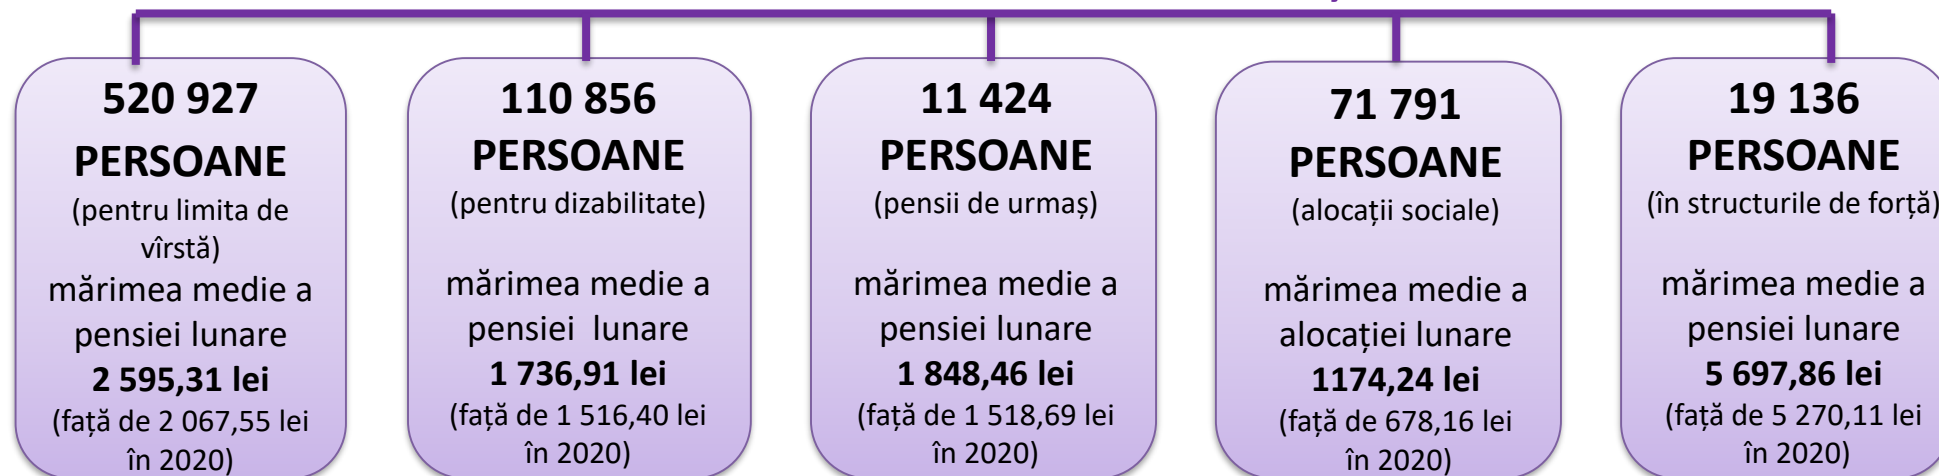 520 927
PERSOANE
(pentru limita de
vîrstă)
mărimea medie a
pensiei lunare
2 595,31 lei
(față de 2 067,55 lei
în 2020)
110 856
PERSOANE
(pentru dizabilitate)
mărimea medie a
pensiei lunare
1 736,91 lei
(față de 1 516,40 lei
în 2020)
11 424
PERSOANE
(pensii de urmaș)
mărimea medie a
pensiei lunare
1 848,46 lei
(față de 1 518,69 lei
în 2020)
71 791
PERSOANE
(alocații sociale)
mărimea medie a
alocației lunare
1174,24 lei
(față de 678,16 lei
în 2020)
19 136
PERSOANE
(în structurile de forță)
mărimea medie a
pensiei lunare
5 697,86 lei
(față de 5 270,11 lei
în 2020)